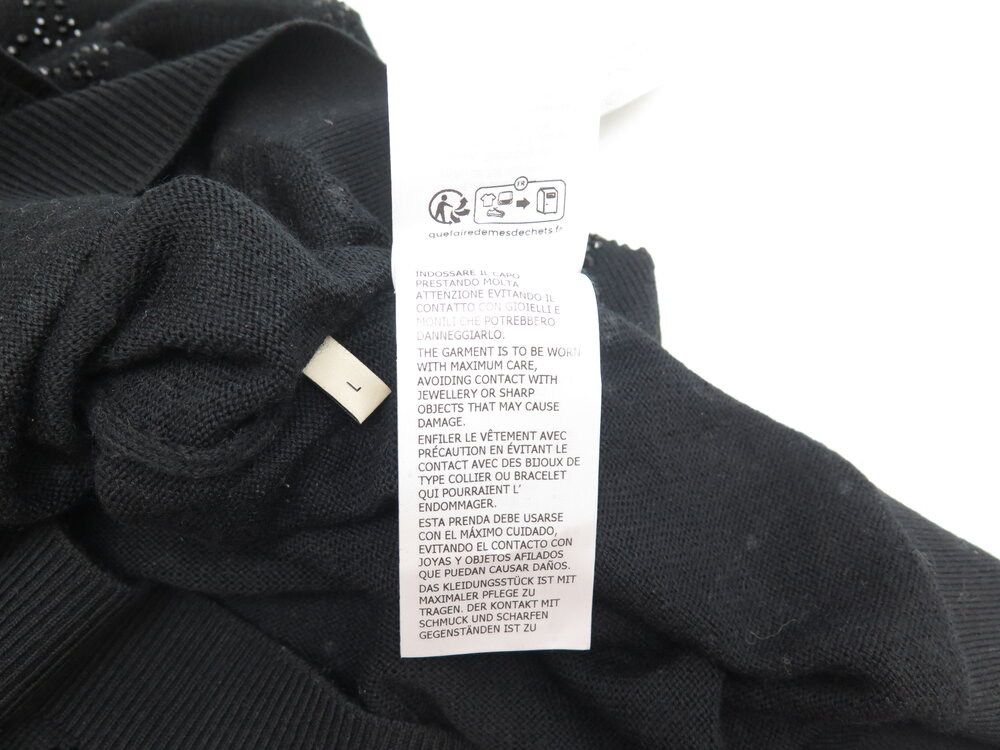 FR
quefairedemesdechets.fr
INDOSSARE IL CAPO
PRESTANDO MOLTA
ATTENZIONE EVITANDO IL
CONTATTO CON GIOIELLI E
MONILI CHE POTREBBERO
DANNEGGIARLO.
THE GARMENT IS TO BE WORN
WITH MAXIMUM CARE,
AVOIDING CONTACT WITH
JEWELLERY OR SHARP
OBJECTS THAT MAY CAUSE
DAMAGE.
ENFILER LE VÊTEMENT AVEC
PRÉCAUTION EN ÉVITANT LE
CONTACT AVEC DES BIJOUX DE
TYPE COLLIER OU BRACELET
QUI POURRAIENT L'
ENDOMMAGER.
ESTA PRENDA DEBE USARSE
CON EL MÁXIMO CUIDADO,
EVITANDO EL CONTACTO CON
JOYAS Y OBJETOS AFILADOS
QUE PUEDAN CAUSAR DAÑOS.
DAS KLEIDUNGSSTÜCK IST MIT
MAXIMALER PFLEGE ZU
TRAGEN. DER KONTAKT MIT
SCHMUCK UND SCHARFEN
GEGENSTÄNDEN IST ZU
L